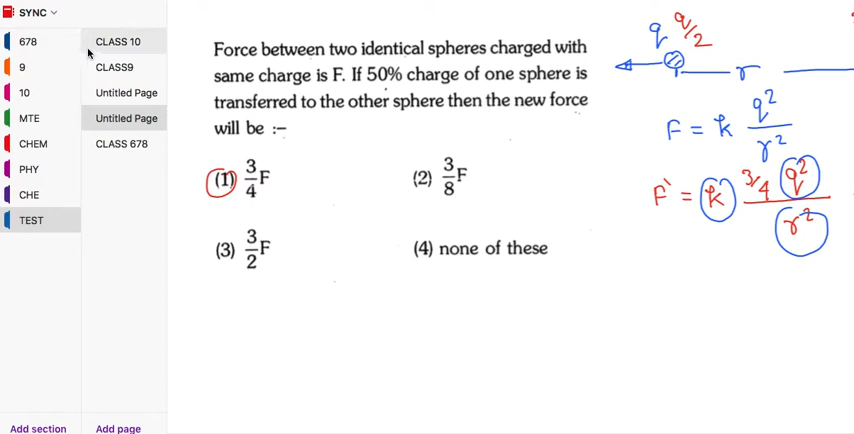 SYNC
678
9
10
MTE
CHEM
PHY
CHE
TEST
Add section
CLASS 10
CLASS9
Untitled Page
Untitled Page
CLASS 678
Add page
Force between two identical spheres charged with
same charge is F. If 50% charge of one sphere is
transferred to the other sphere then the new force
will be :-
(1) 3/4 F
(2) 3/8 F
(3) 3/2 F
(4) none of these
q q/2
r
F = k q²/r²
F' = k 3/4 q²/r²